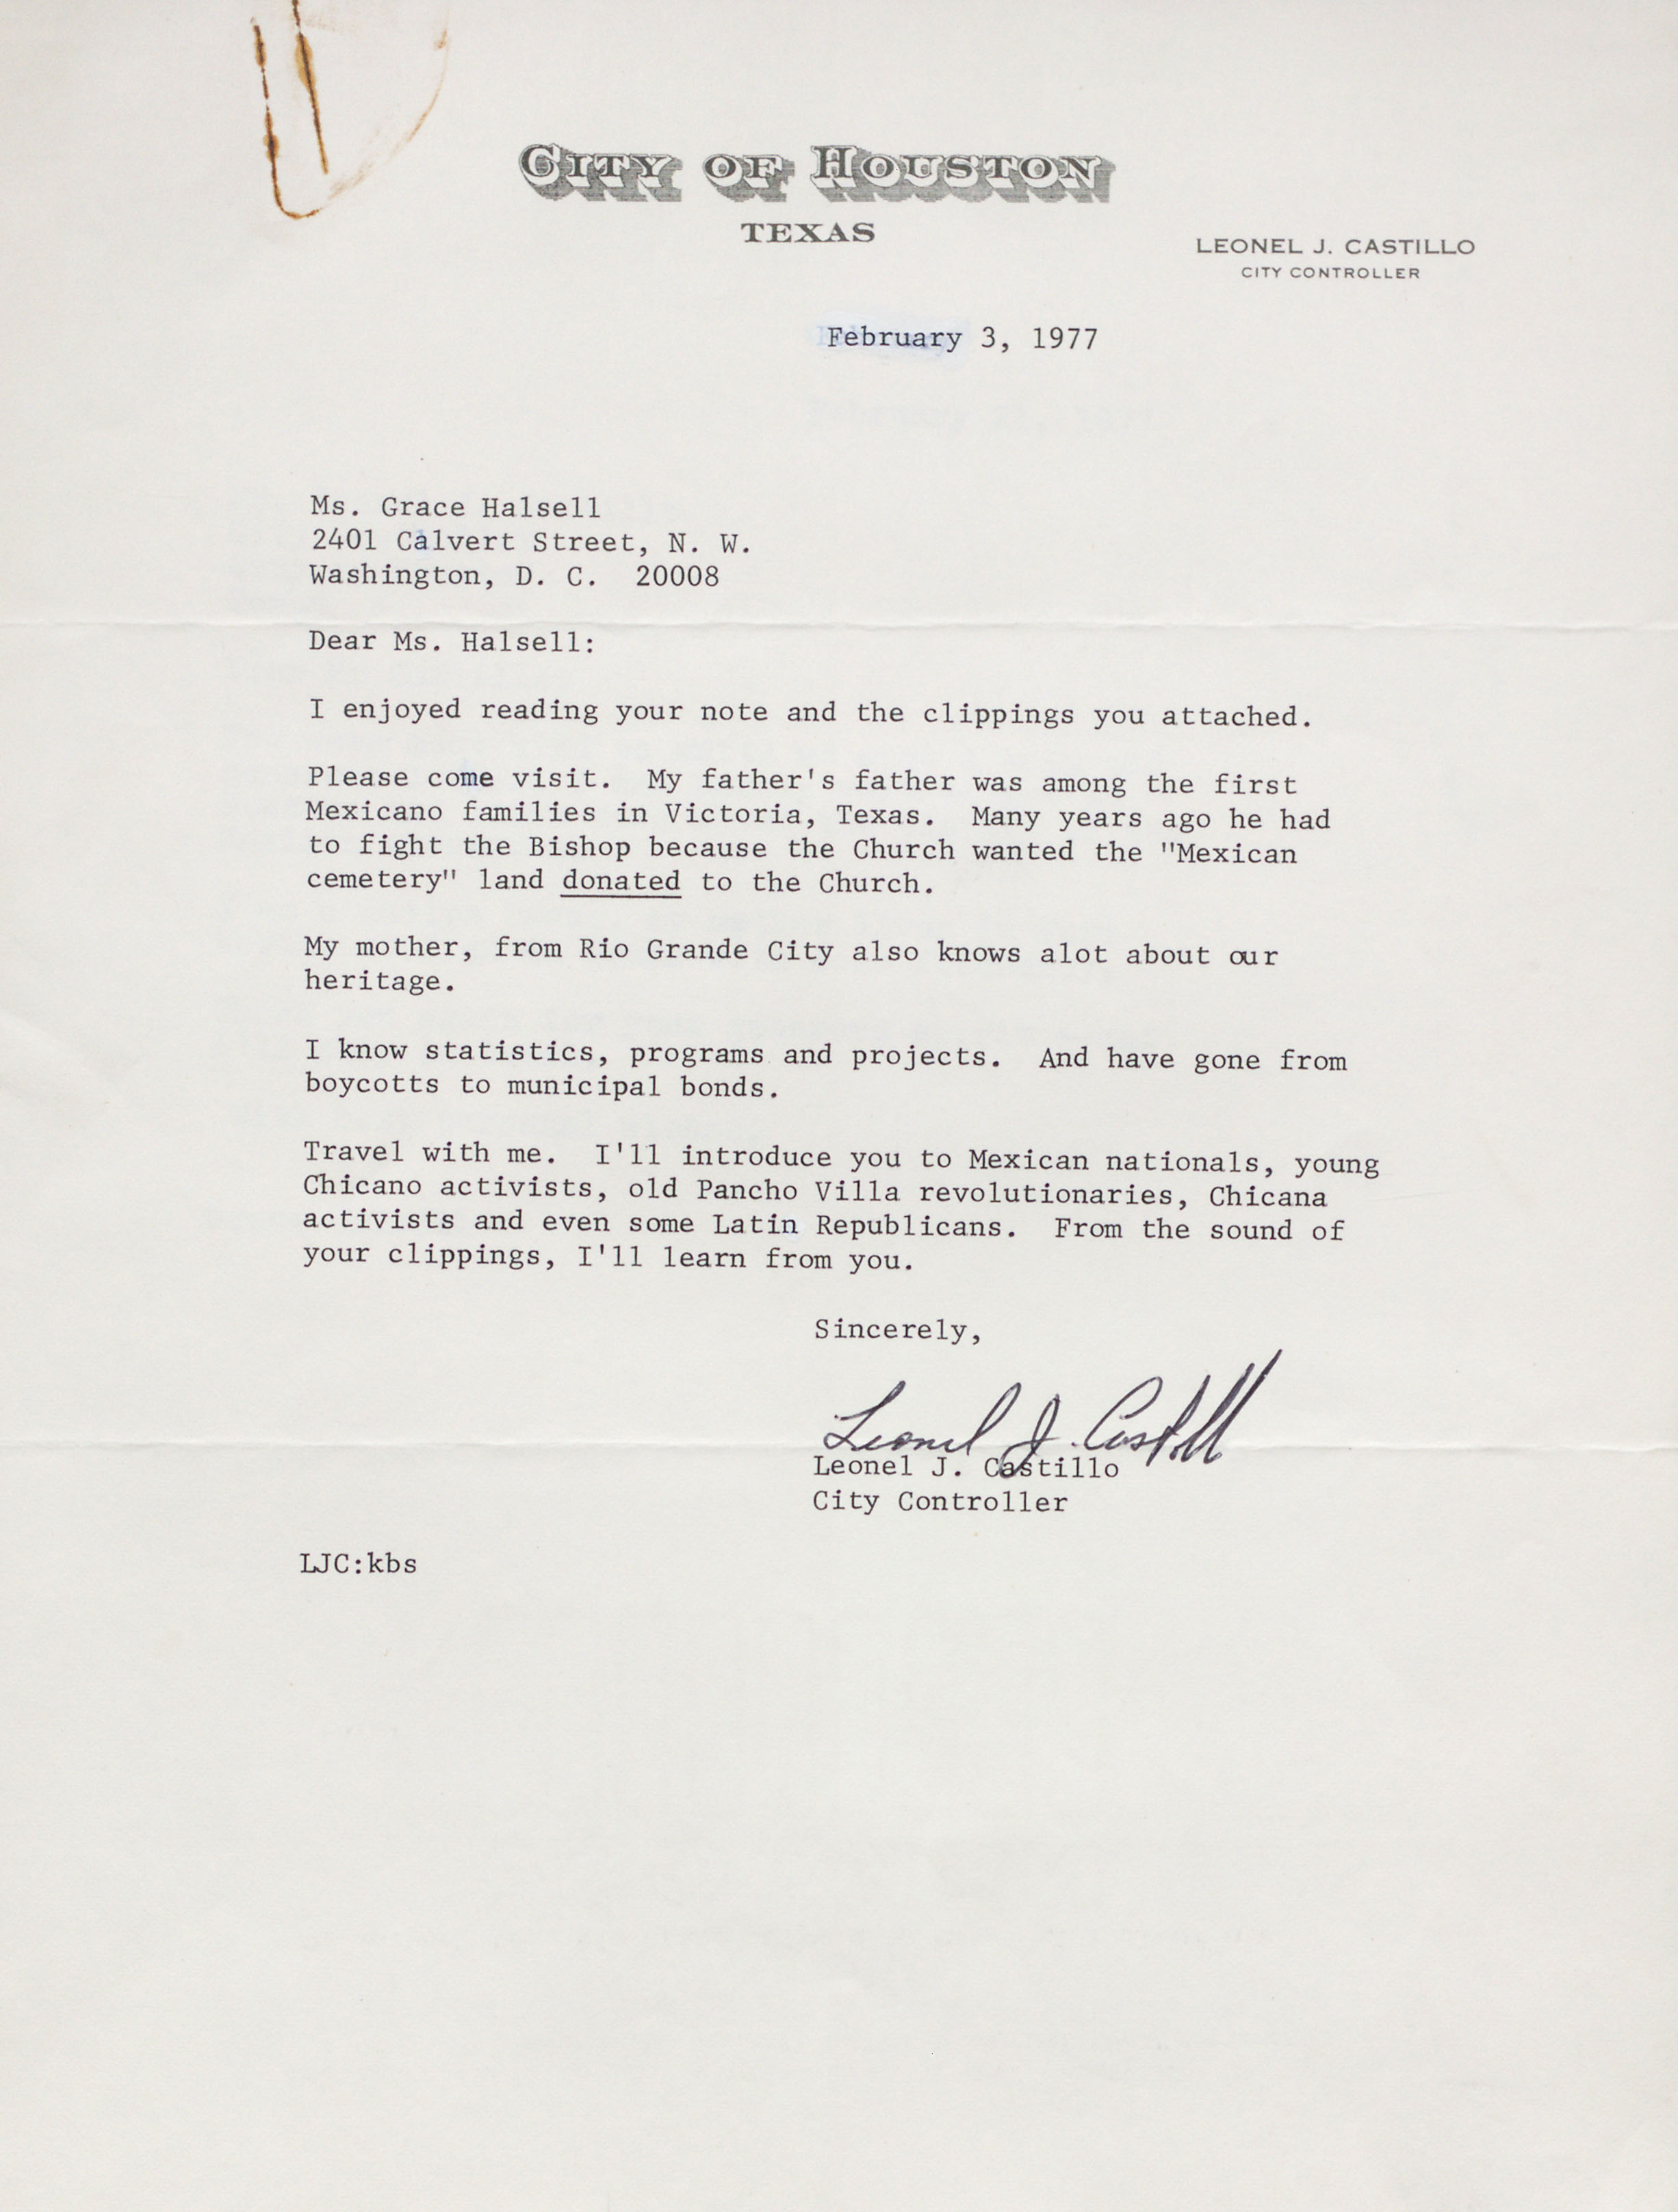 CITY OF HOUSTON
TEXAS
LEONEL J. CASTILLO
CITY CONTROLLER
February 3, 1977
Ms. Grace Halsell
2401 Calvert Street, N. W.
Washington, D. C.  20008
Dear Ms. Halsell:
I enjoyed reading your note and the clippings you attached.
Please come visit.  My father's father was among the first
Mexicano families in Victoria, Texas.  Many years ago he had
to fight the Bishop because the Church wanted the "Mexican
cemetery" land donated to the Church.
My mother, from Rio Grande City also knows alot about our
heritage.
I know statistics, programs and projects.  And have gone from
boycotts to municipal bonds.
Travel with me.  I'll introduce you to Mexican nationals, young
Chicano activists, old Pancho Villa revolutionaries, Chicana
activists and even some Latin Republicans.  From the sound of
your clippings, I'll learn from you.
Sincerely,
Leonel J. Castillo
Leonel J. Castillo
City Controller
LJC:kbs